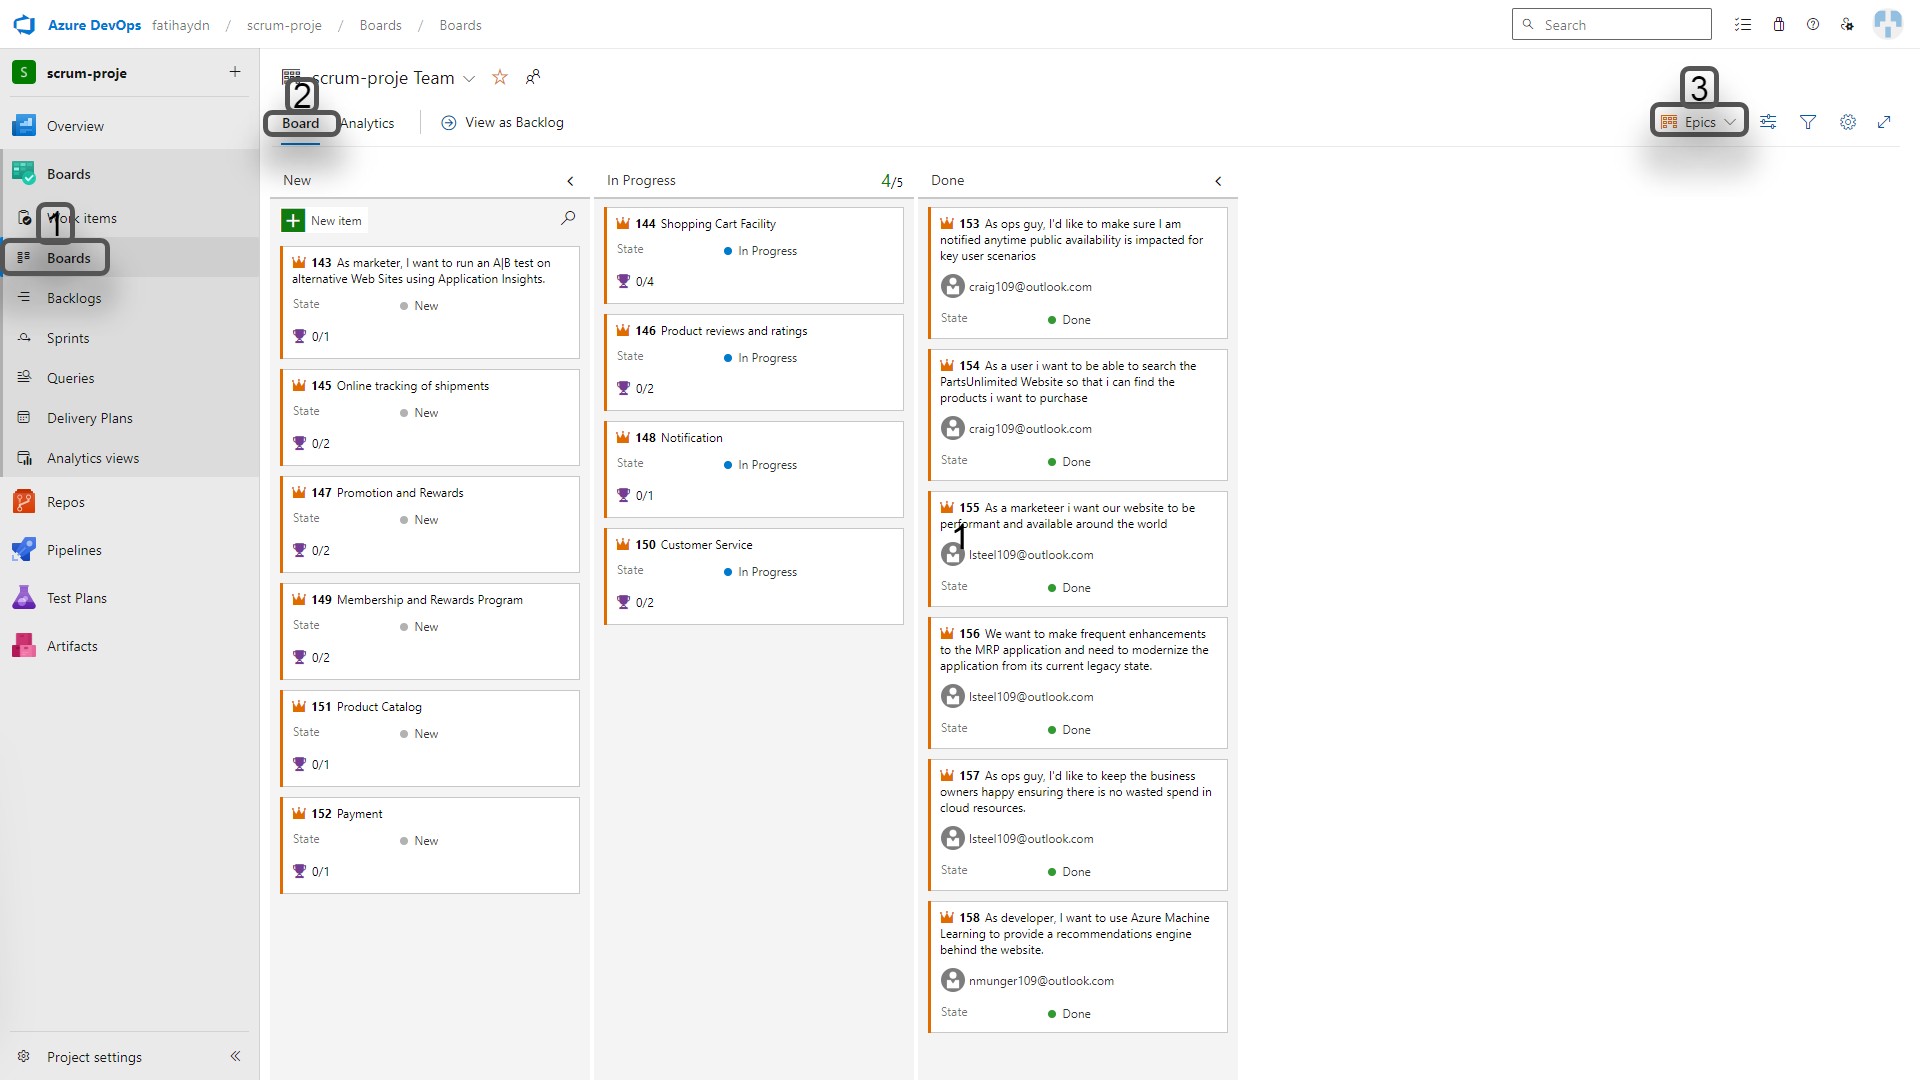 Azure DevOps fatihaydn / scrum-proje / Boards / Boards
Search
S scrum-proje
Overview
Boards
Work items
1
Boards
Backlogs
Sprints
Queries
Delivery Plans
Analytics views
Repos
Pipelines
Test Plans
Artifacts
Project settings
scrum-proje Team
2
Board
Analytics
View as Backlog
3
Epics
New
New item
143 As marketer, I want to run an A|B test on
alternative Web Sites using Application Insights.
State New
0/1
145 Online tracking of shipments
State New
0/2
147 Promotion and Rewards
State New
0/2
149 Membership and Rewards Program
State New
0/2
151 Product Catalog
State New
0/1
152 Payment
State New
0/1
In Progress 4/5
144 Shopping Cart Facility
State In Progress
0/4
146 Product reviews and ratings
State In Progress
0/2
148 Notification
State In Progress
0/1
150 Customer Service
State In Progress
0/2
Done
153 As ops guy, I'd like to make sure I am
notified anytime public availability is impacted for
key user scenarios
craig109@outlook.com
State Done
154 As a user i want to be able to search the
PartsUnlimited Website so that i can find the
products i want to purchase
craig109@outlook.com
State Done
155 As a marketeer i want our website to be
performant and available around the world
1
lsteel109@outlook.com
State Done
156 We want to make frequent enhancements
to the MRP application and need to modernize the
application from its current legacy state.
lsteel109@outlook.com
State Done
157 As ops guy, I'd like to keep the business
owners happy ensuring there is no wasted spend in
cloud resources.
lsteel109@outlook.com
State Done
158 As developer, I want to use Azure Machine
Learning to provide a recommendations engine
behind the website.
nmunger109@outlook.com
State Done